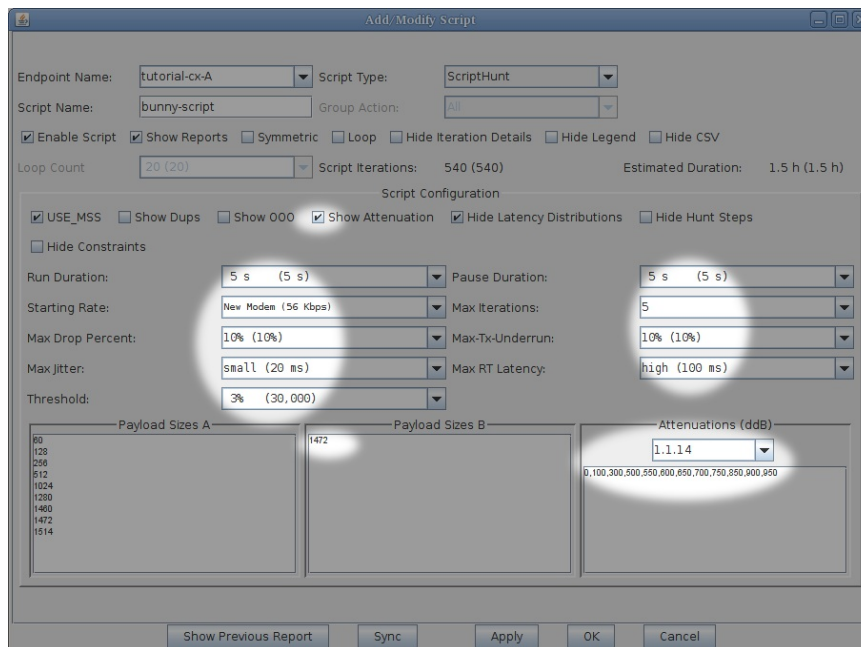 Add/Modify Script
Endpoint Name: tutorial-cx-A Script Type: ScriptHunt
Script Name: bunny-script Group Action: All
Enable Script Show Reports Symmetric Loop Hide Iteration Details Hide Legend Hide CSV
Loop Count 20 (20) Script Iterations: 540 (540) Estimated Duration: 1.5 h (1.5 h)
Script Configuration
USE_MSS Show Dups Show OOO Show Attenuation Hide Latency Distributions Hide Hunt Steps
Hide Constraints
Run Duration: 5 s (5 s) Pause Duration: 5 s (5 s)
Starting Rate: New Modem (56 Kbps) Max Iterations: 5
Max Drop Percent: 10% (10%) Max-Tx-Underrun: 10% (10%)
Max Jitter: small (20 ms) Max RT Latency: high (100 ms)
Threshold: 3% (30,000)
Payload Sizes A Payload Sizes B Attenuations (ddB)
60
128
256
512
1024
1280
1460
1472
1514
1472
1.1.14
0,100,300,500,550,600,650,700,750,850,900,950
Show Previous Report Sync Apply OK Cancel